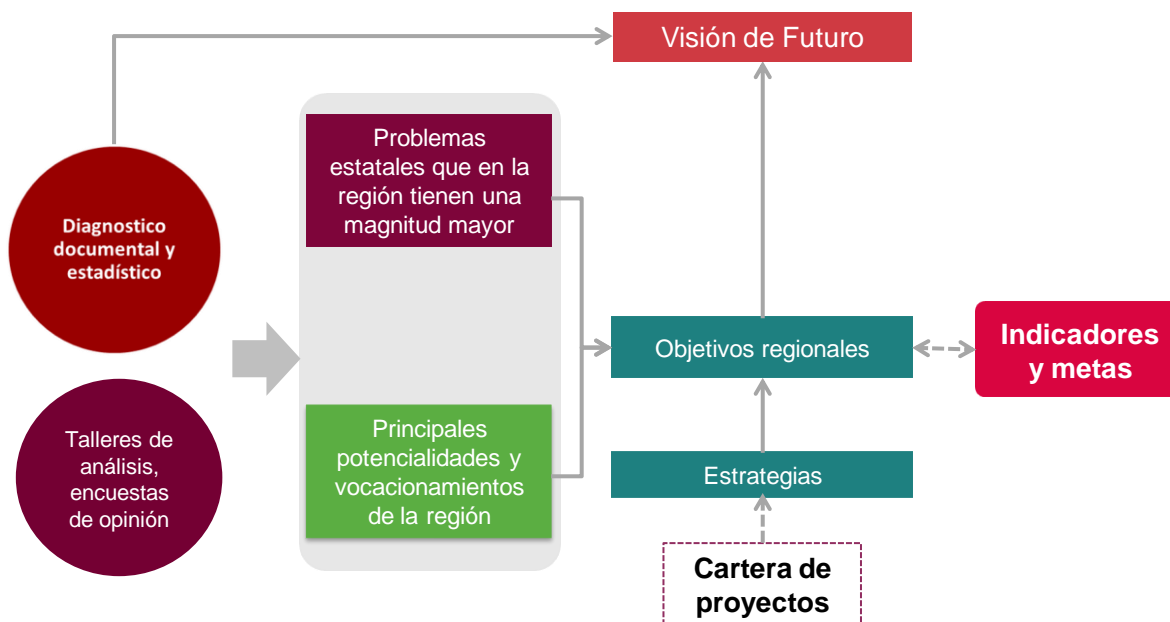 Visión de Futuro
Problemas
estatales que en la
región tienen una
magnitud mayor
Diagnostico
documental y
estadístico
Objetivos regionales
Indicadores
y metas
Talleres de
análisis,
encuestas
de opinión
Principales
potencialidades y
vocacionamientos
de la región
Estrategias
Cartera de
proyectos